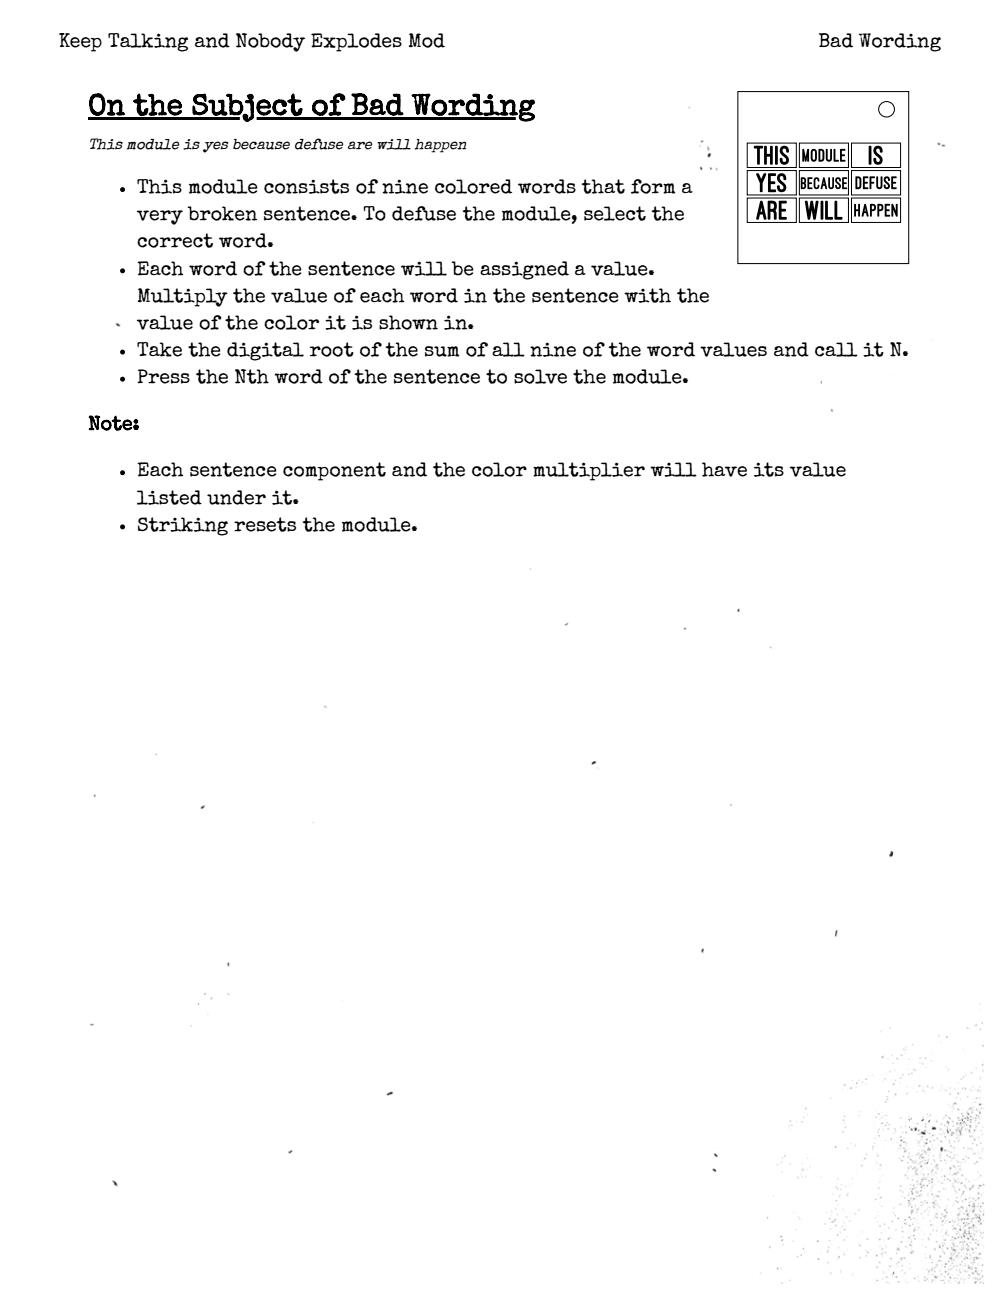 Keep Talking and Nobody Explodes Mod
Bad Wording
On the Subject of Bad Wording
This module is yes because defuse are will happen
• This module consists of nine colored words that form a
very broken sentence. To defuse the module, select the
correct word.
• Each word of the sentence will be assigned a value.
Multiply the value of each word in the sentence with the
value of the color it is shown in.
• Take the digital root of the sum of all nine of the word values and call it N.
• Press the Nth word of the sentence to solve the module.
THIS MODULE IS
YES BECAUSE DEFUSE
ARE WILL HAPPEN
Note:
• Each sentence component and the color multiplier will have its value
listed under it.
• Striking resets the module.